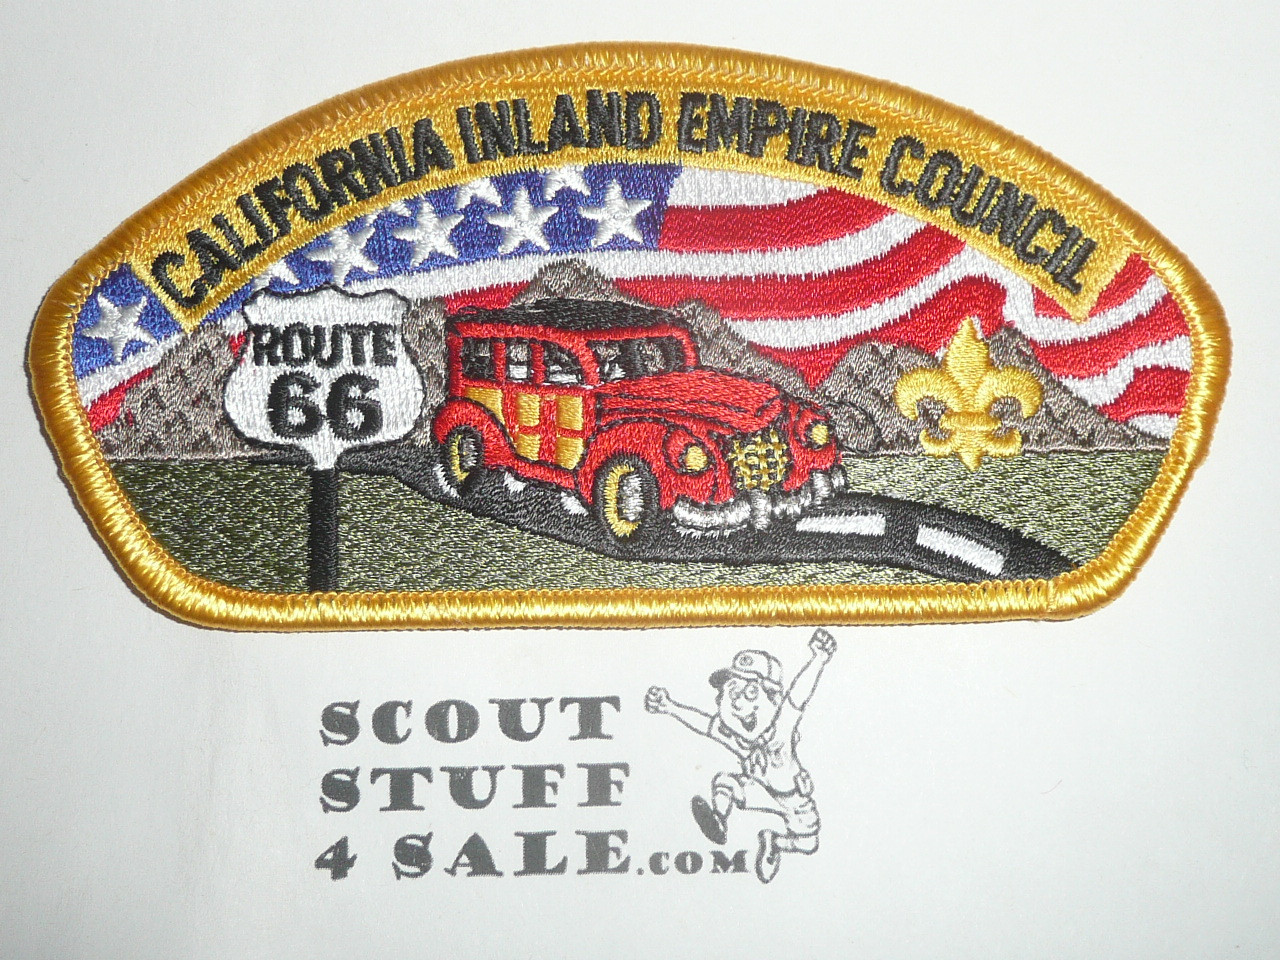 CALIFORNIA INLAND EMPIRE COUNCIL
ROUTE
66
SCOUT
STUFF
4 SALE.COM